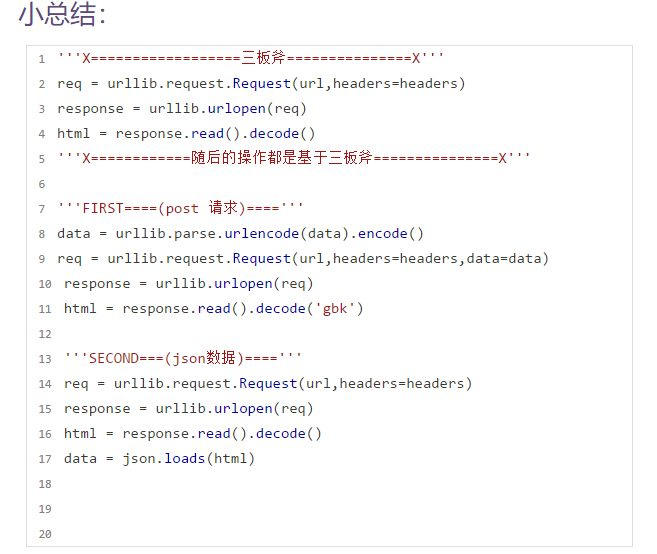 小总结：
1 '''X==================三板斧===============X'''
2 req = urllib.request.Request(url,headers=headers)
3 response = urllib.urlopen(req)
4 html = response.read().decode()
5 '''X============随后的操作都是基于三板斧===============X'''
6
7 '''FIRST====(post 请求)===='''
8 data = urllib.parse.urlencode(data).encode()
9 req = urllib.request.Request(url,headers=headers,data=data)
10 response = urllib.urlopen(req)
11 html = response.read().decode('gbk')
12
13 '''SECOND===(json数据)===='''
14 req = urllib.request.Request(url,headers=headers)
15 response = urllib.urlopen(req)
16 html = response.read().decode()
17 data = json.loads(html)
18
19
20